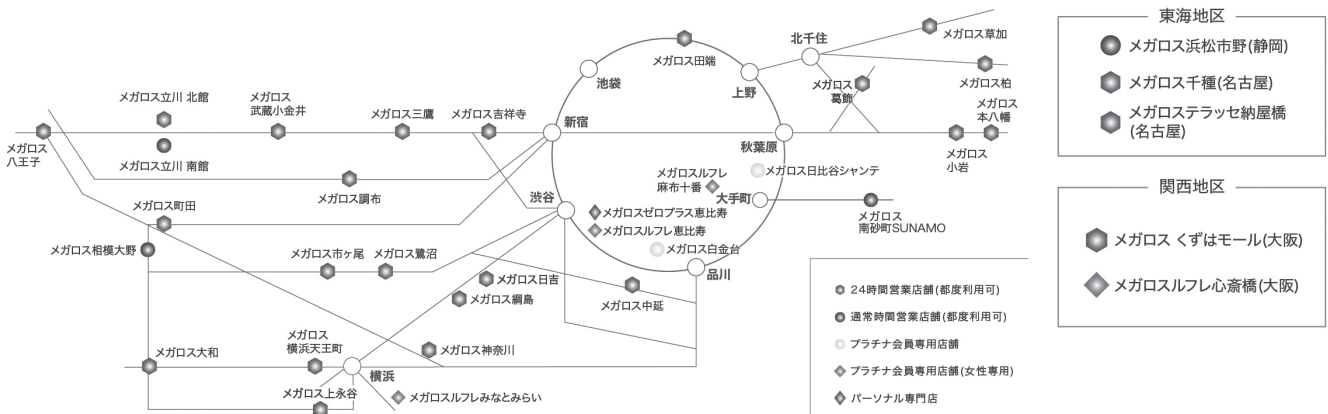 メガロス田端
北千住
メガロス草加
メガロス柏
池袋
上野
メガロス
葛飾
メガロス
本八幡
メガロス立川 北館
メガロス
武蔵小金井
メガロス三鷹
メガロス吉祥寺
新宿
秋葉原
メガロス
小岩
メガロス
八王子
メガロス立川 南館
メガロス調布
メガロスルフレ
麻布十番
メガロス日比谷シャンテ
大手町
メガロス
南砂町SUNAMO
渋谷
メガロスゼロプラス恵比寿
メガロスルフレ恵比寿
メガロス白金台
品川
メガロス町田
メガロス相模大野
メガロス市ヶ尾
メガロス鷺沼
メガロス日吉
メガロス綱島
メガロス中延
メガロス大和
メガロス
横浜天王町
メガロス神奈川
横浜
メガロス上永谷
メガロスルフレみなとみらい
24時間営業店舗(都度利用可)
通常時間営業店舗(都度利用可)
プラチナ会員専用店舗
プラチナ会員専用店舗(女性専用)
パーソナル専門店
東海地区
メガロス浜松市野(静岡)
メガロス千種(名古屋)
メガロステラッセ納屋橋
(名古屋)
関西地区
メガロス くずはモール(大阪)
メガロスルフレ心斎橋(大阪)